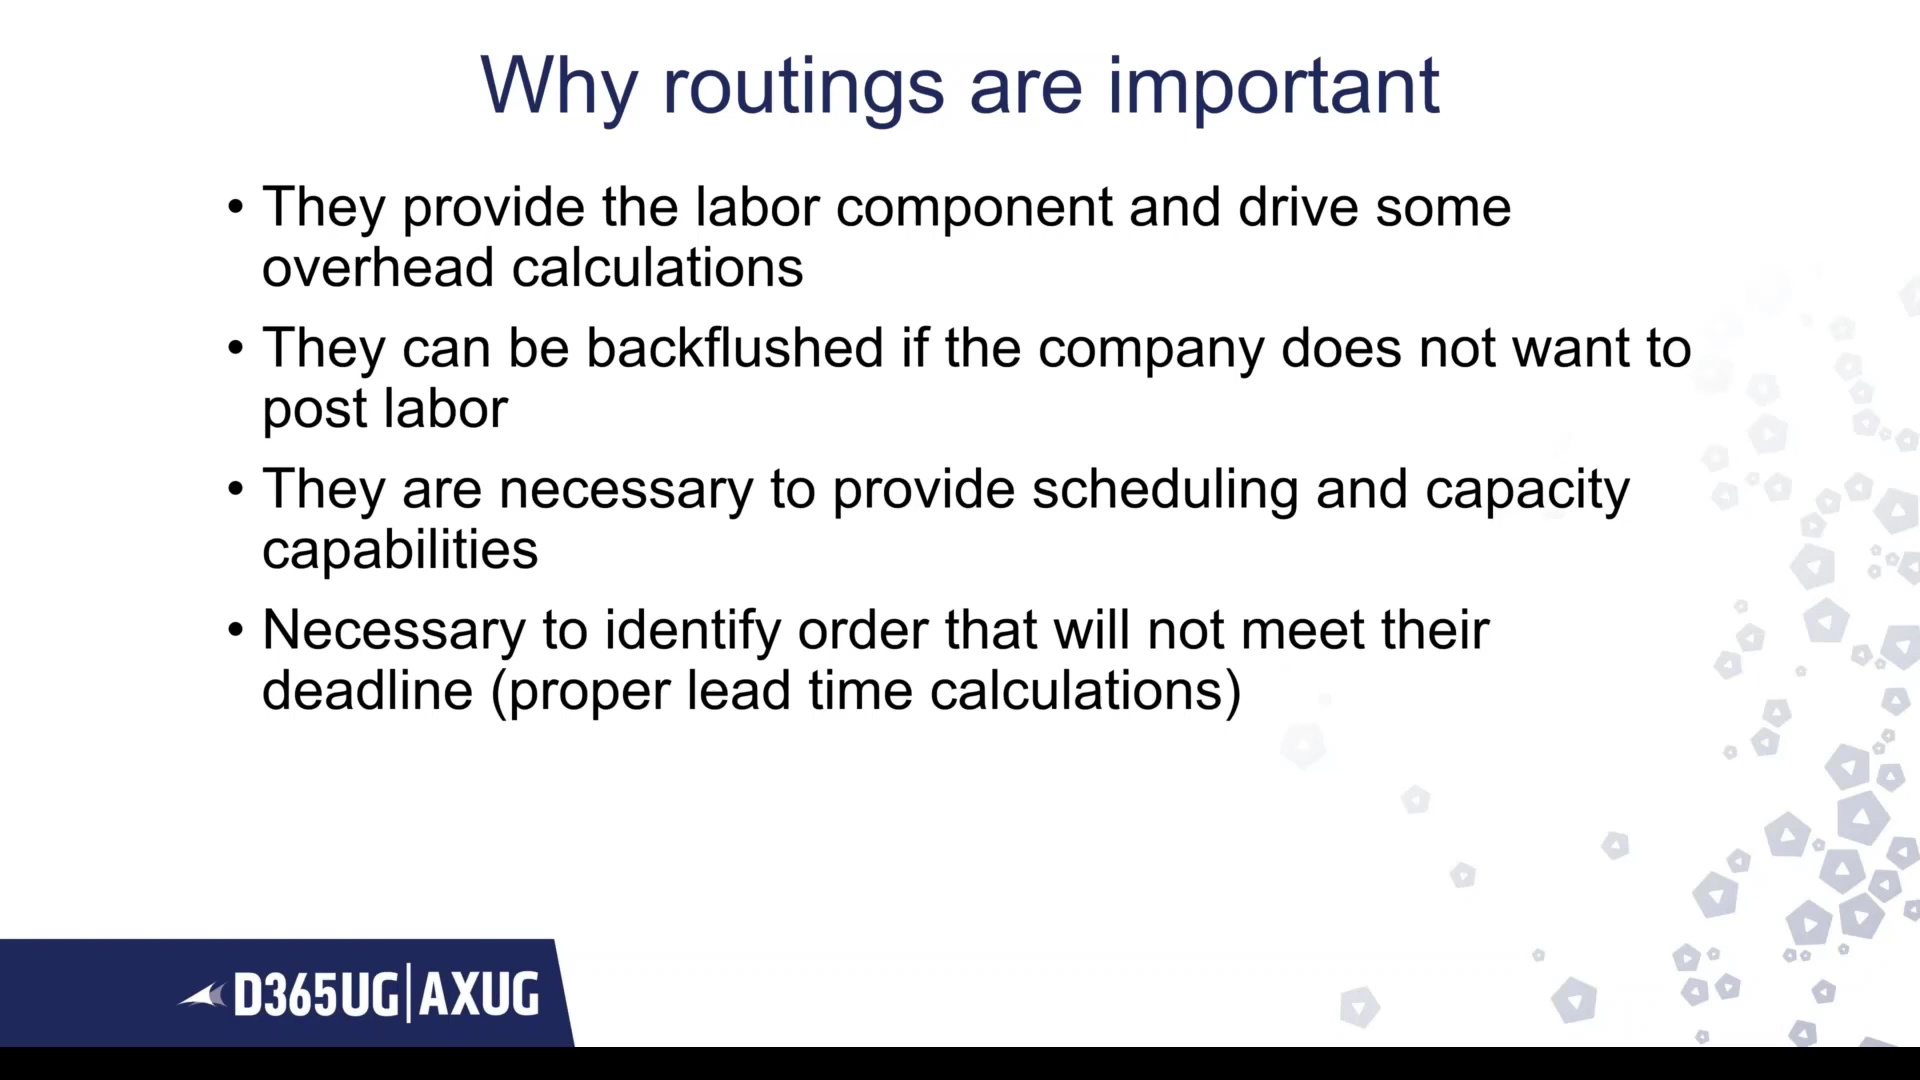 Why routings are important
• They provide the labor component and drive some
overhead calculations
• They can be backflushed if the company does not want to
post labor
• They are necessary to provide scheduling and capacity
capabilities
• Necessary to identify order that will not meet their
deadline (proper lead time calculations)
D365UG|AXUG